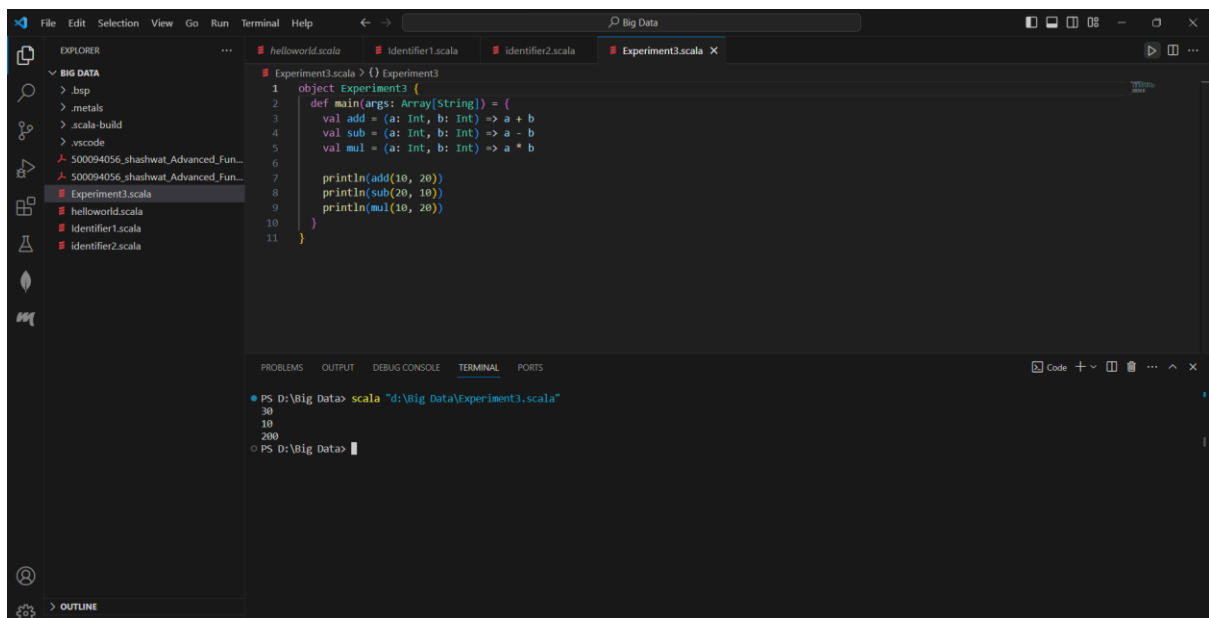 File Edit Selection View Go Run Terminal Help
Big Data
EXPLORER
BIG DATA
.bsp
.metals
.scala-build
.vscode
500094056_shashwat_Advanced_Fun...
500094056_shashwat_Advanced_Fun...
Experiment3.scala
helloworld.scala
Identifier1.scala
identifier2.scala
OUTLINE
helloworld.scala Identifier1.scala identifier2.scala Experiment3.scala
Experiment3.scala > {} Experiment3
1 object Experiment3 {
2 def main(args: Array[String]) = {
3 val add = (a: Int, b: Int) => a + b
4 val sub = (a: Int, b: Int) => a - b
5 val mul = (a: Int, b: Int) => a * b
6
7 println(add(10, 20))
8 println(sub(20, 10))
9 println(mul(10, 20))
10 }
11 }
PROBLEMS OUTPUT DEBUG CONSOLE TERMINAL PORTS
Code
PS D:\Big Data> scala "d:\Big Data\Experiment3.scala"
30
10
200
PS D:\Big Data>